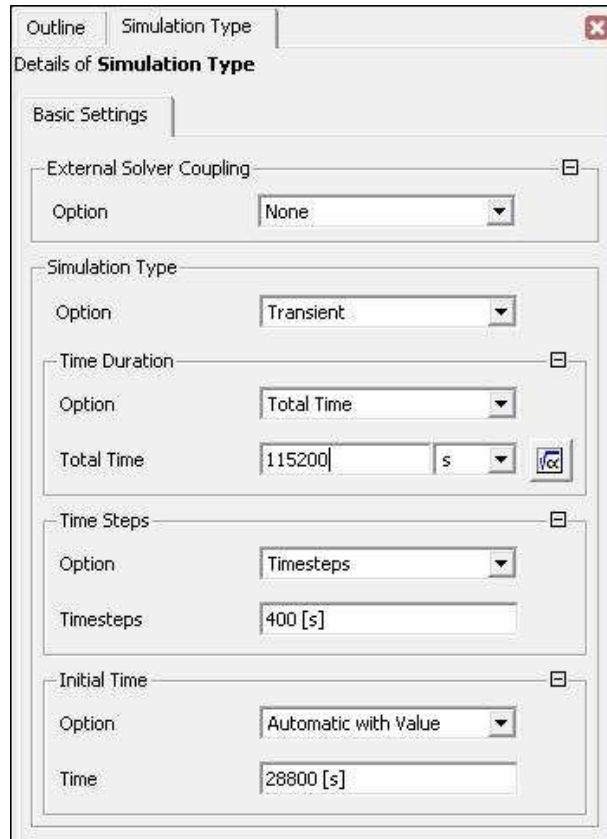 Outline Simulation Type
Details of Simulation Type
Basic Settings
External Solver Coupling
Option None
Simulation Type
Option Transient
Time Duration
Option Total Time
Total Time 115200 s
Time Steps
Option Timesteps
Timesteps 400 [s]
Initial Time
Option Automatic with Value
Time 28800 [s]